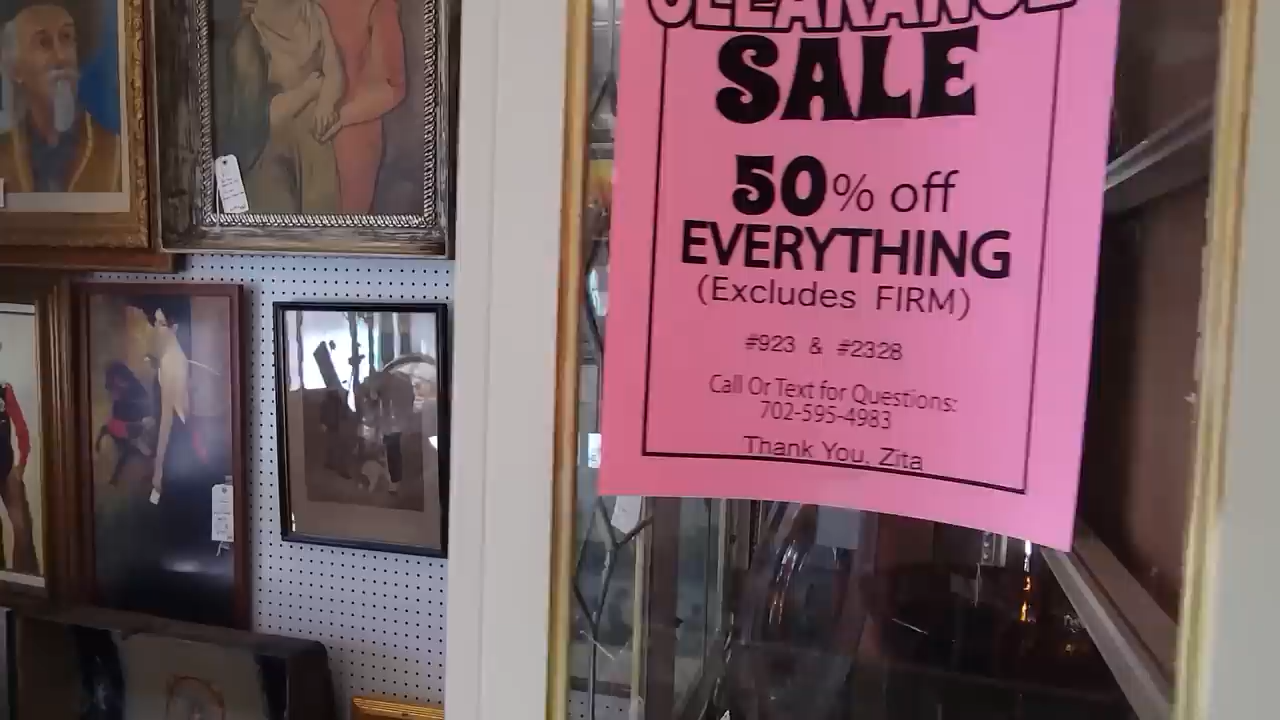 CLEARANCE
SALE
50% off
EVERYTHING
(Excludes FIRM)
#923 & #2328
Call Or Text for Questions:
702-595-4983
Thank You, Zita